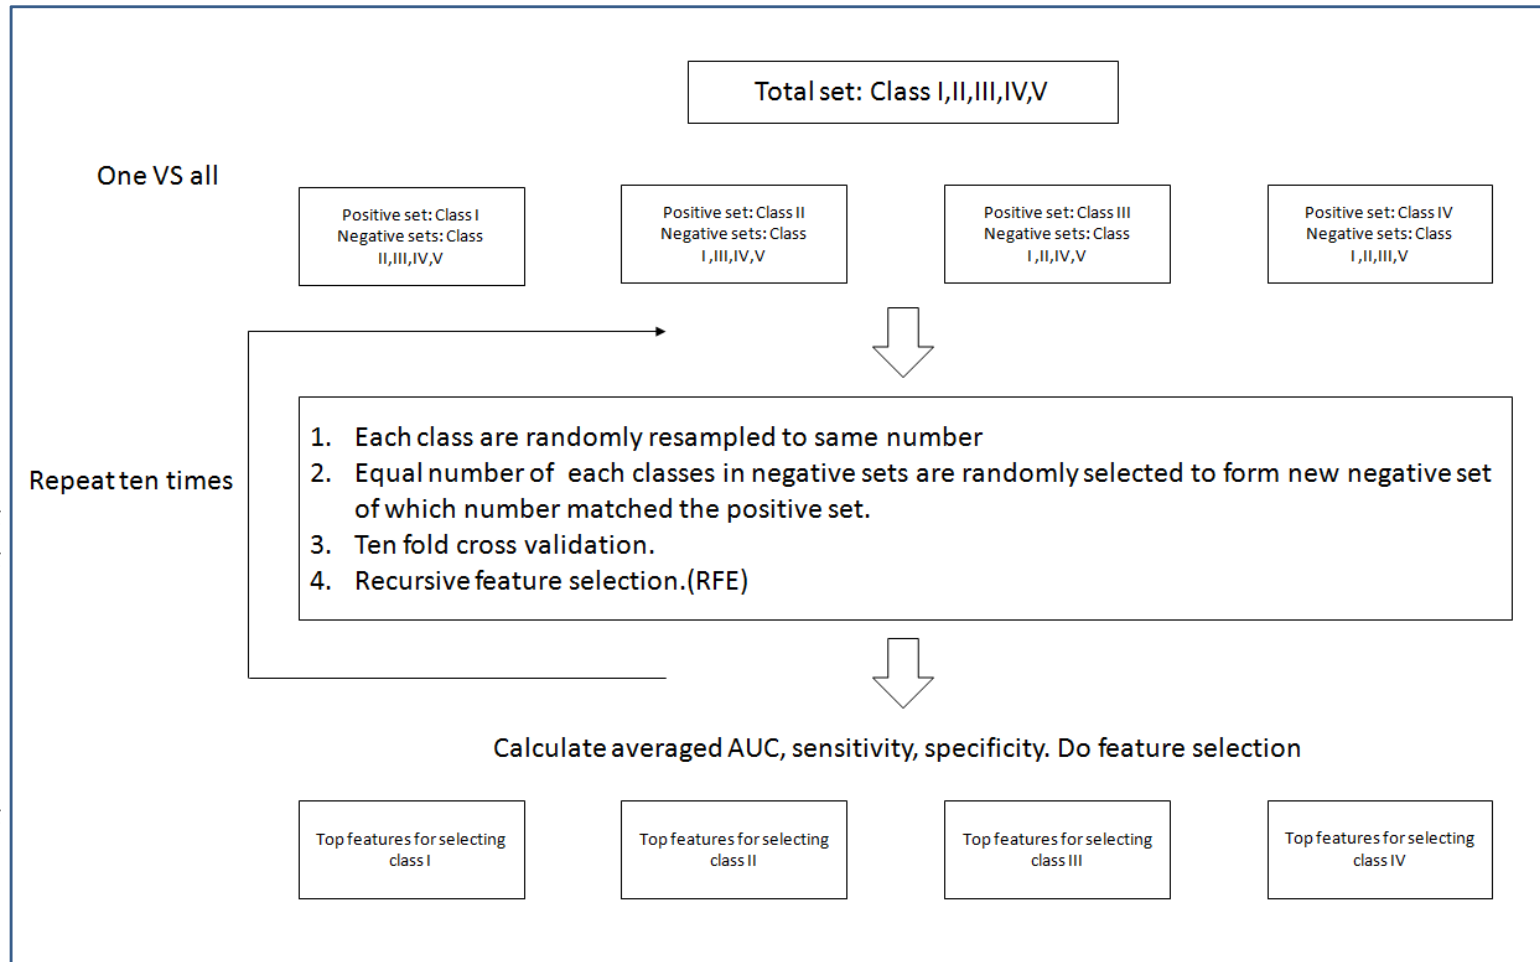 Total set: Class I,II,III,IV,V
One VS all
Positive set: Class I
Negative sets: Class
II,III,IV,V
Positive set: Class II
Negative sets: Class
I ,III,IV,V
Positive set: Class III
Negative sets: Class
I ,II,IV,V
Positive set: Class IV
Negative sets: Class
I ,II,III,V
Repeat ten times
1. Each class are randomly resampled to same number
2. Equal number of each classes in negative sets are randomly selected to form new negative set
of which number matched the positive set.
3. Ten fold cross validation.
4. Recursive feature selection.(RFE)
Calculate averaged AUC, sensitivity, specificity. Do feature selection
Top features for selecting
class I
Top features for selecting
class II
Top features for selecting
class III
Top features for selecting
class IV